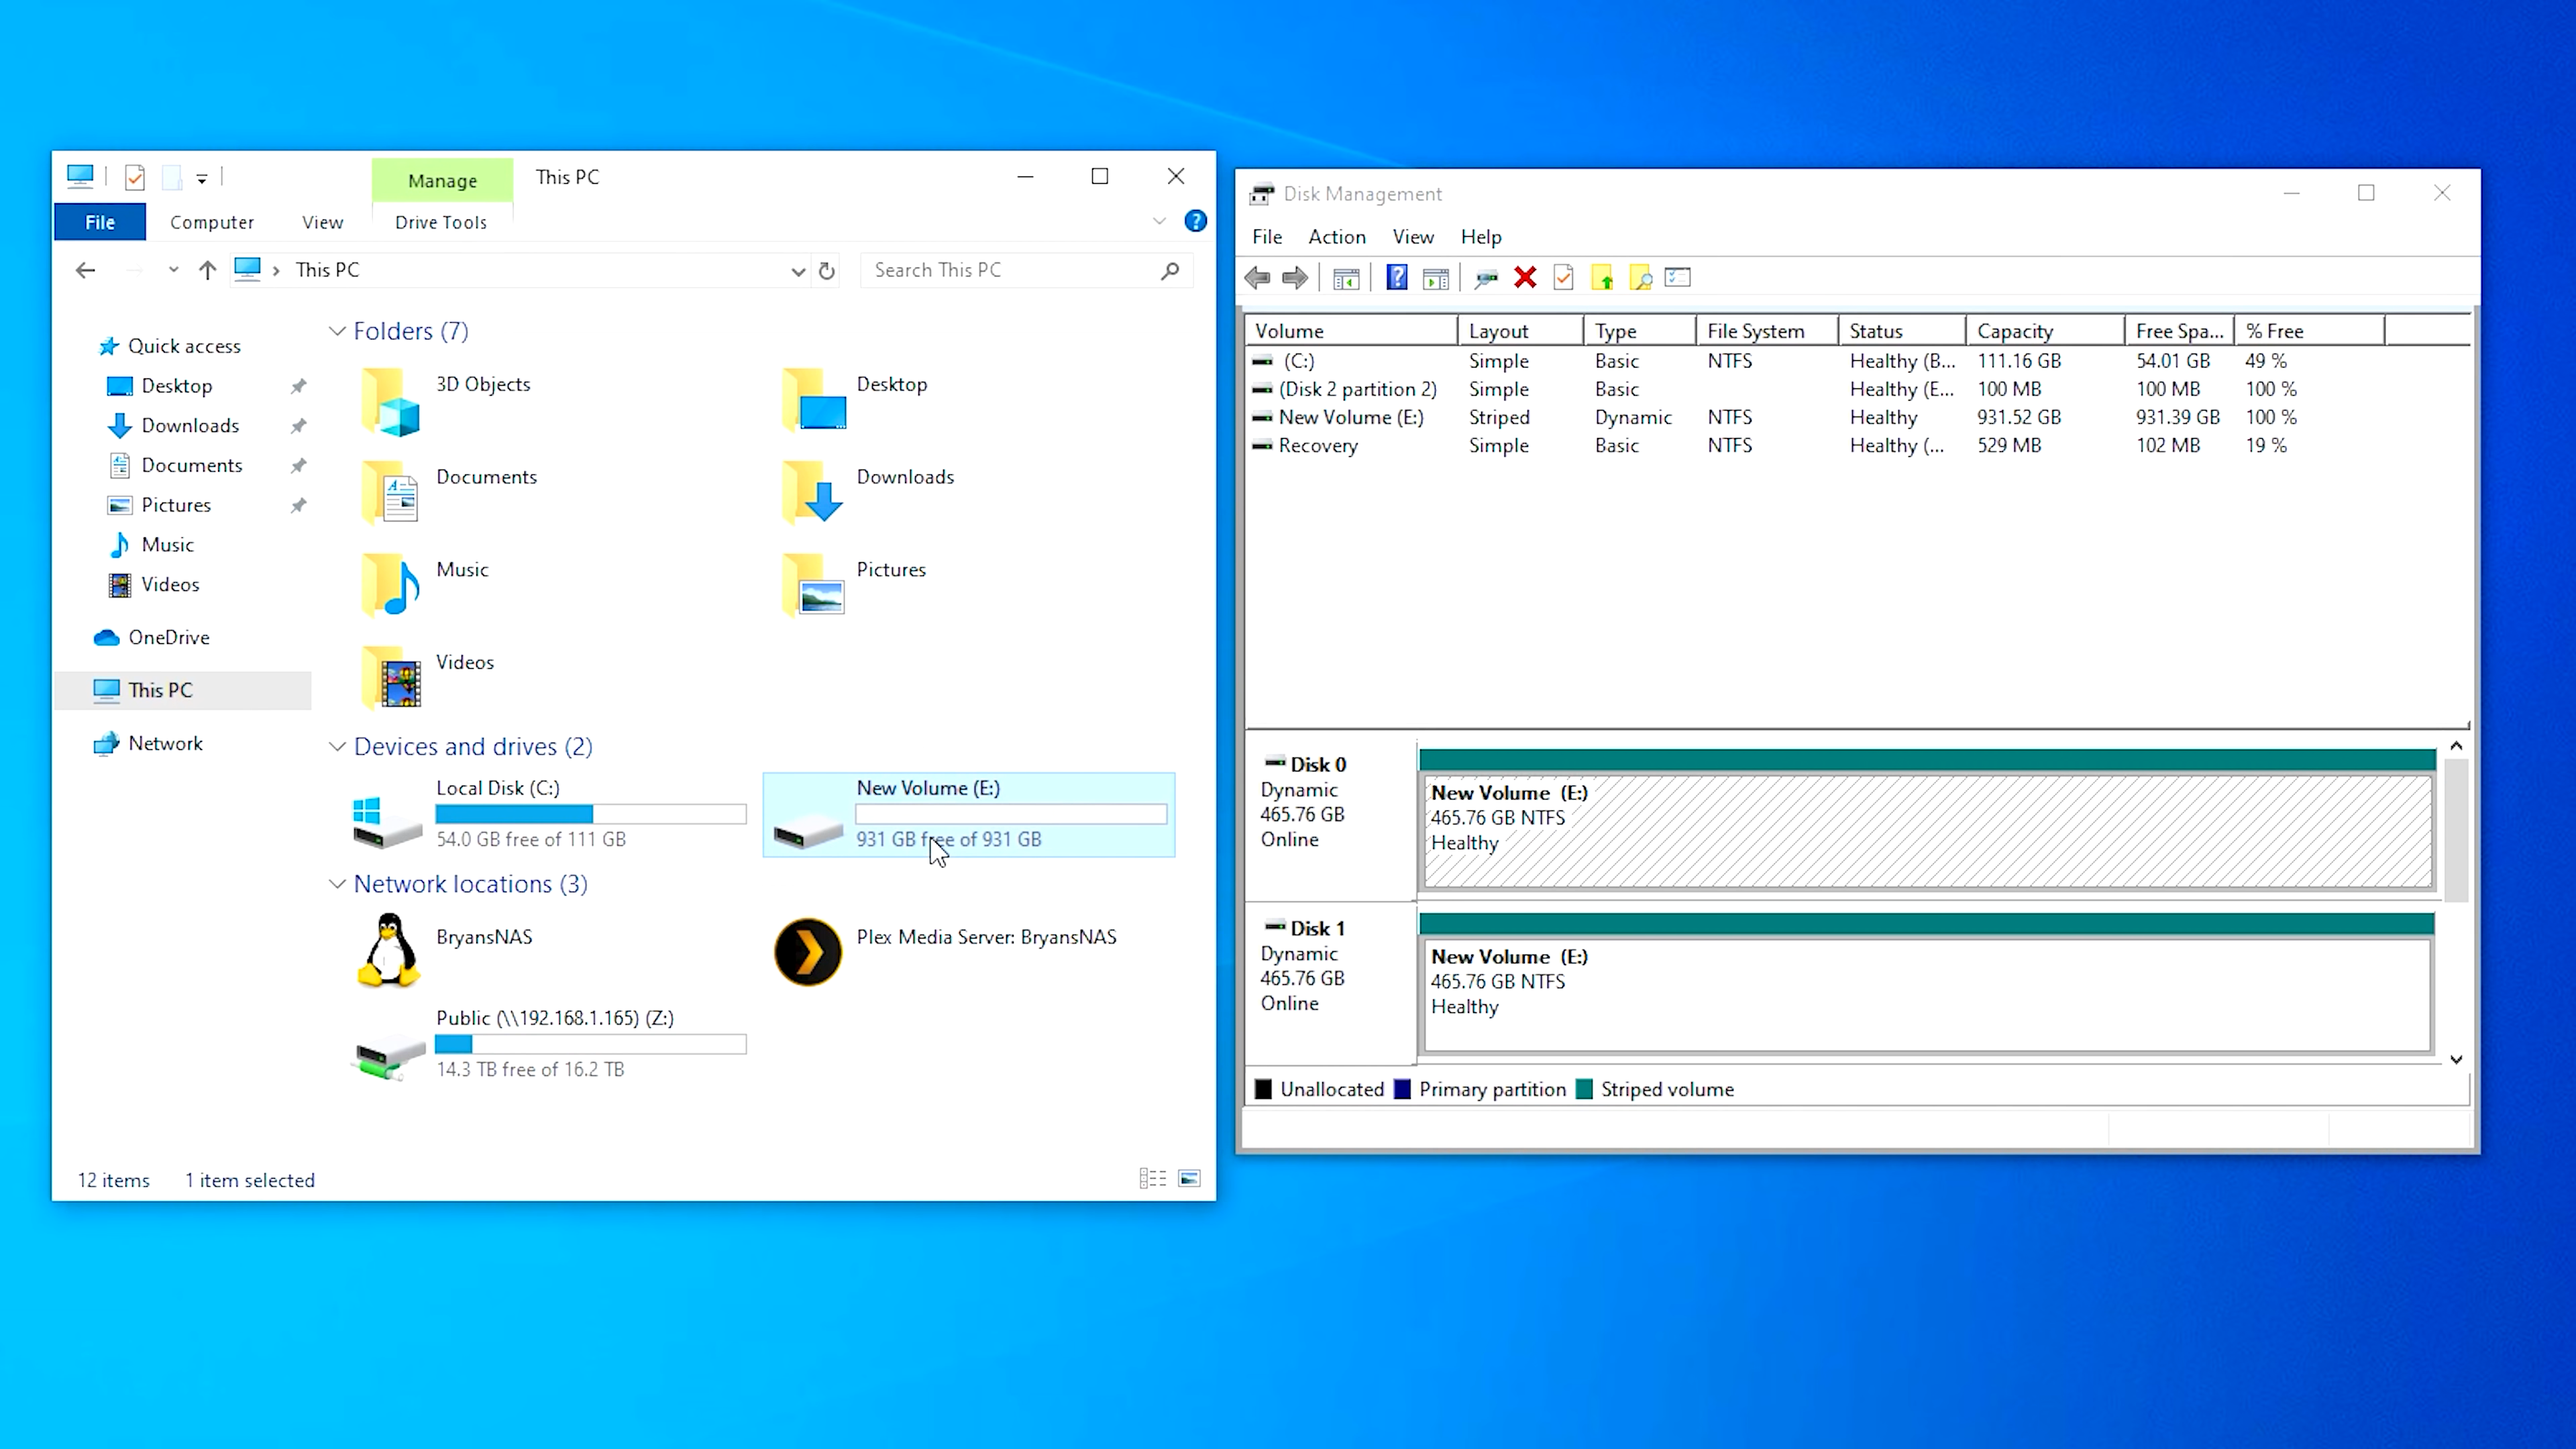 Manage
This PC
File
Computer
View
Drive Tools
This PC
Search This PC
Quick access
Desktop
Downloads
Documents
Pictures
Music
Videos
OneDrive
This PC
Network
Folders (7)
3D Objects
Desktop
Documents
Downloads
Music
Pictures
Videos
Devices and drives (2)
Local Disk (C:)
54.0 GB free of 111 GB
New Volume (E:)
931 GB free of 931 GB
Network locations (3)
BryansNAS
Plex Media Server: BryansNAS
Public (\\192.168.1.165) (Z:)
14.3 TB free of 16.2 TB
12 items 1 item selected
Disk Management
File Action View Help
Volume Layout Type File System Status Capacity Free Spa... % Free
(C:) Simple Basic NTFS Healthy (B... 111.16 GB 54.01 GB 49 %
(Disk 2 partition 2) Simple Basic Healthy (E... 100 MB 100 MB 100 %
New Volume (E:) Striped Dynamic NTFS Healthy 931.52 GB 931.39 GB 100 %
Recovery Simple Basic NTFS Healthy (... 529 MB 102 MB 19 %
Disk 0
Dynamic
465.76 GB
Online
New Volume (E:)
465.76 GB NTFS
Healthy
Disk 1
Dynamic
465.76 GB
Online
New Volume (E:)
465.76 GB NTFS
Healthy
Unallocated Primary partition Striped volume